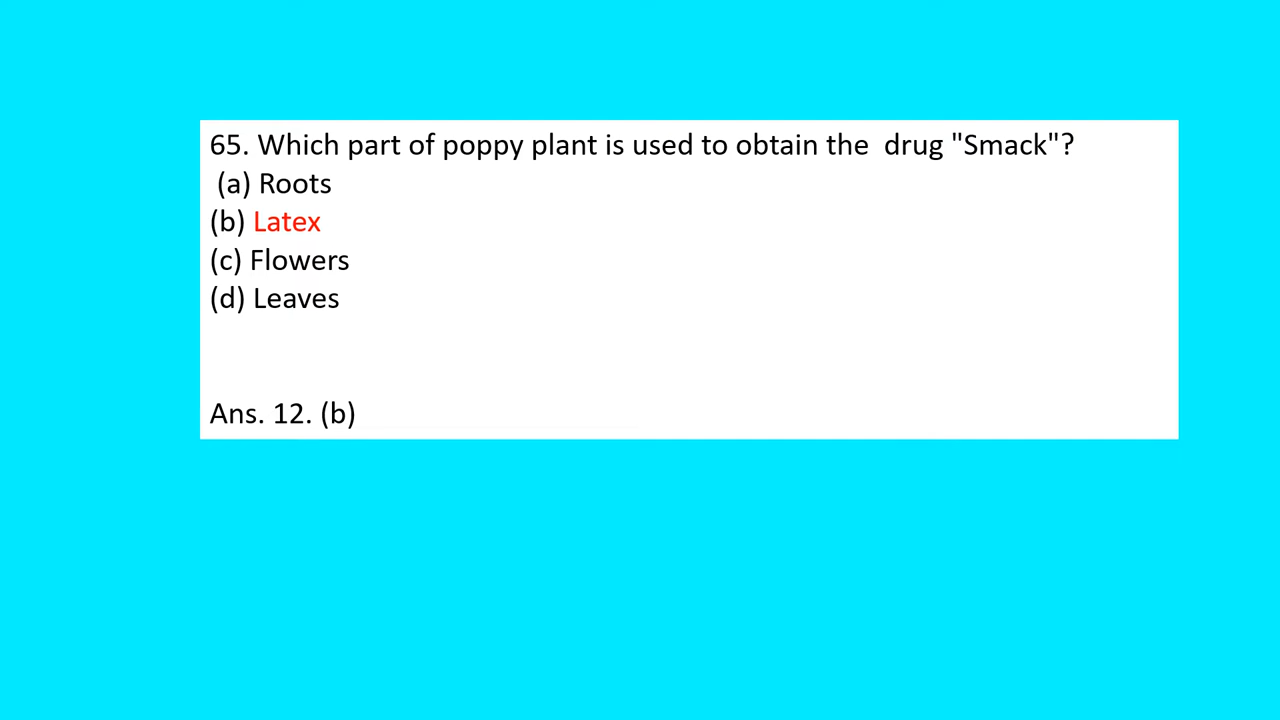 65. Which part of poppy plant is used to obtain the  drug "Smack"?
(a) Roots
(b) Latex
(c) Flowers
(d) Leaves
Ans. 12. (b)